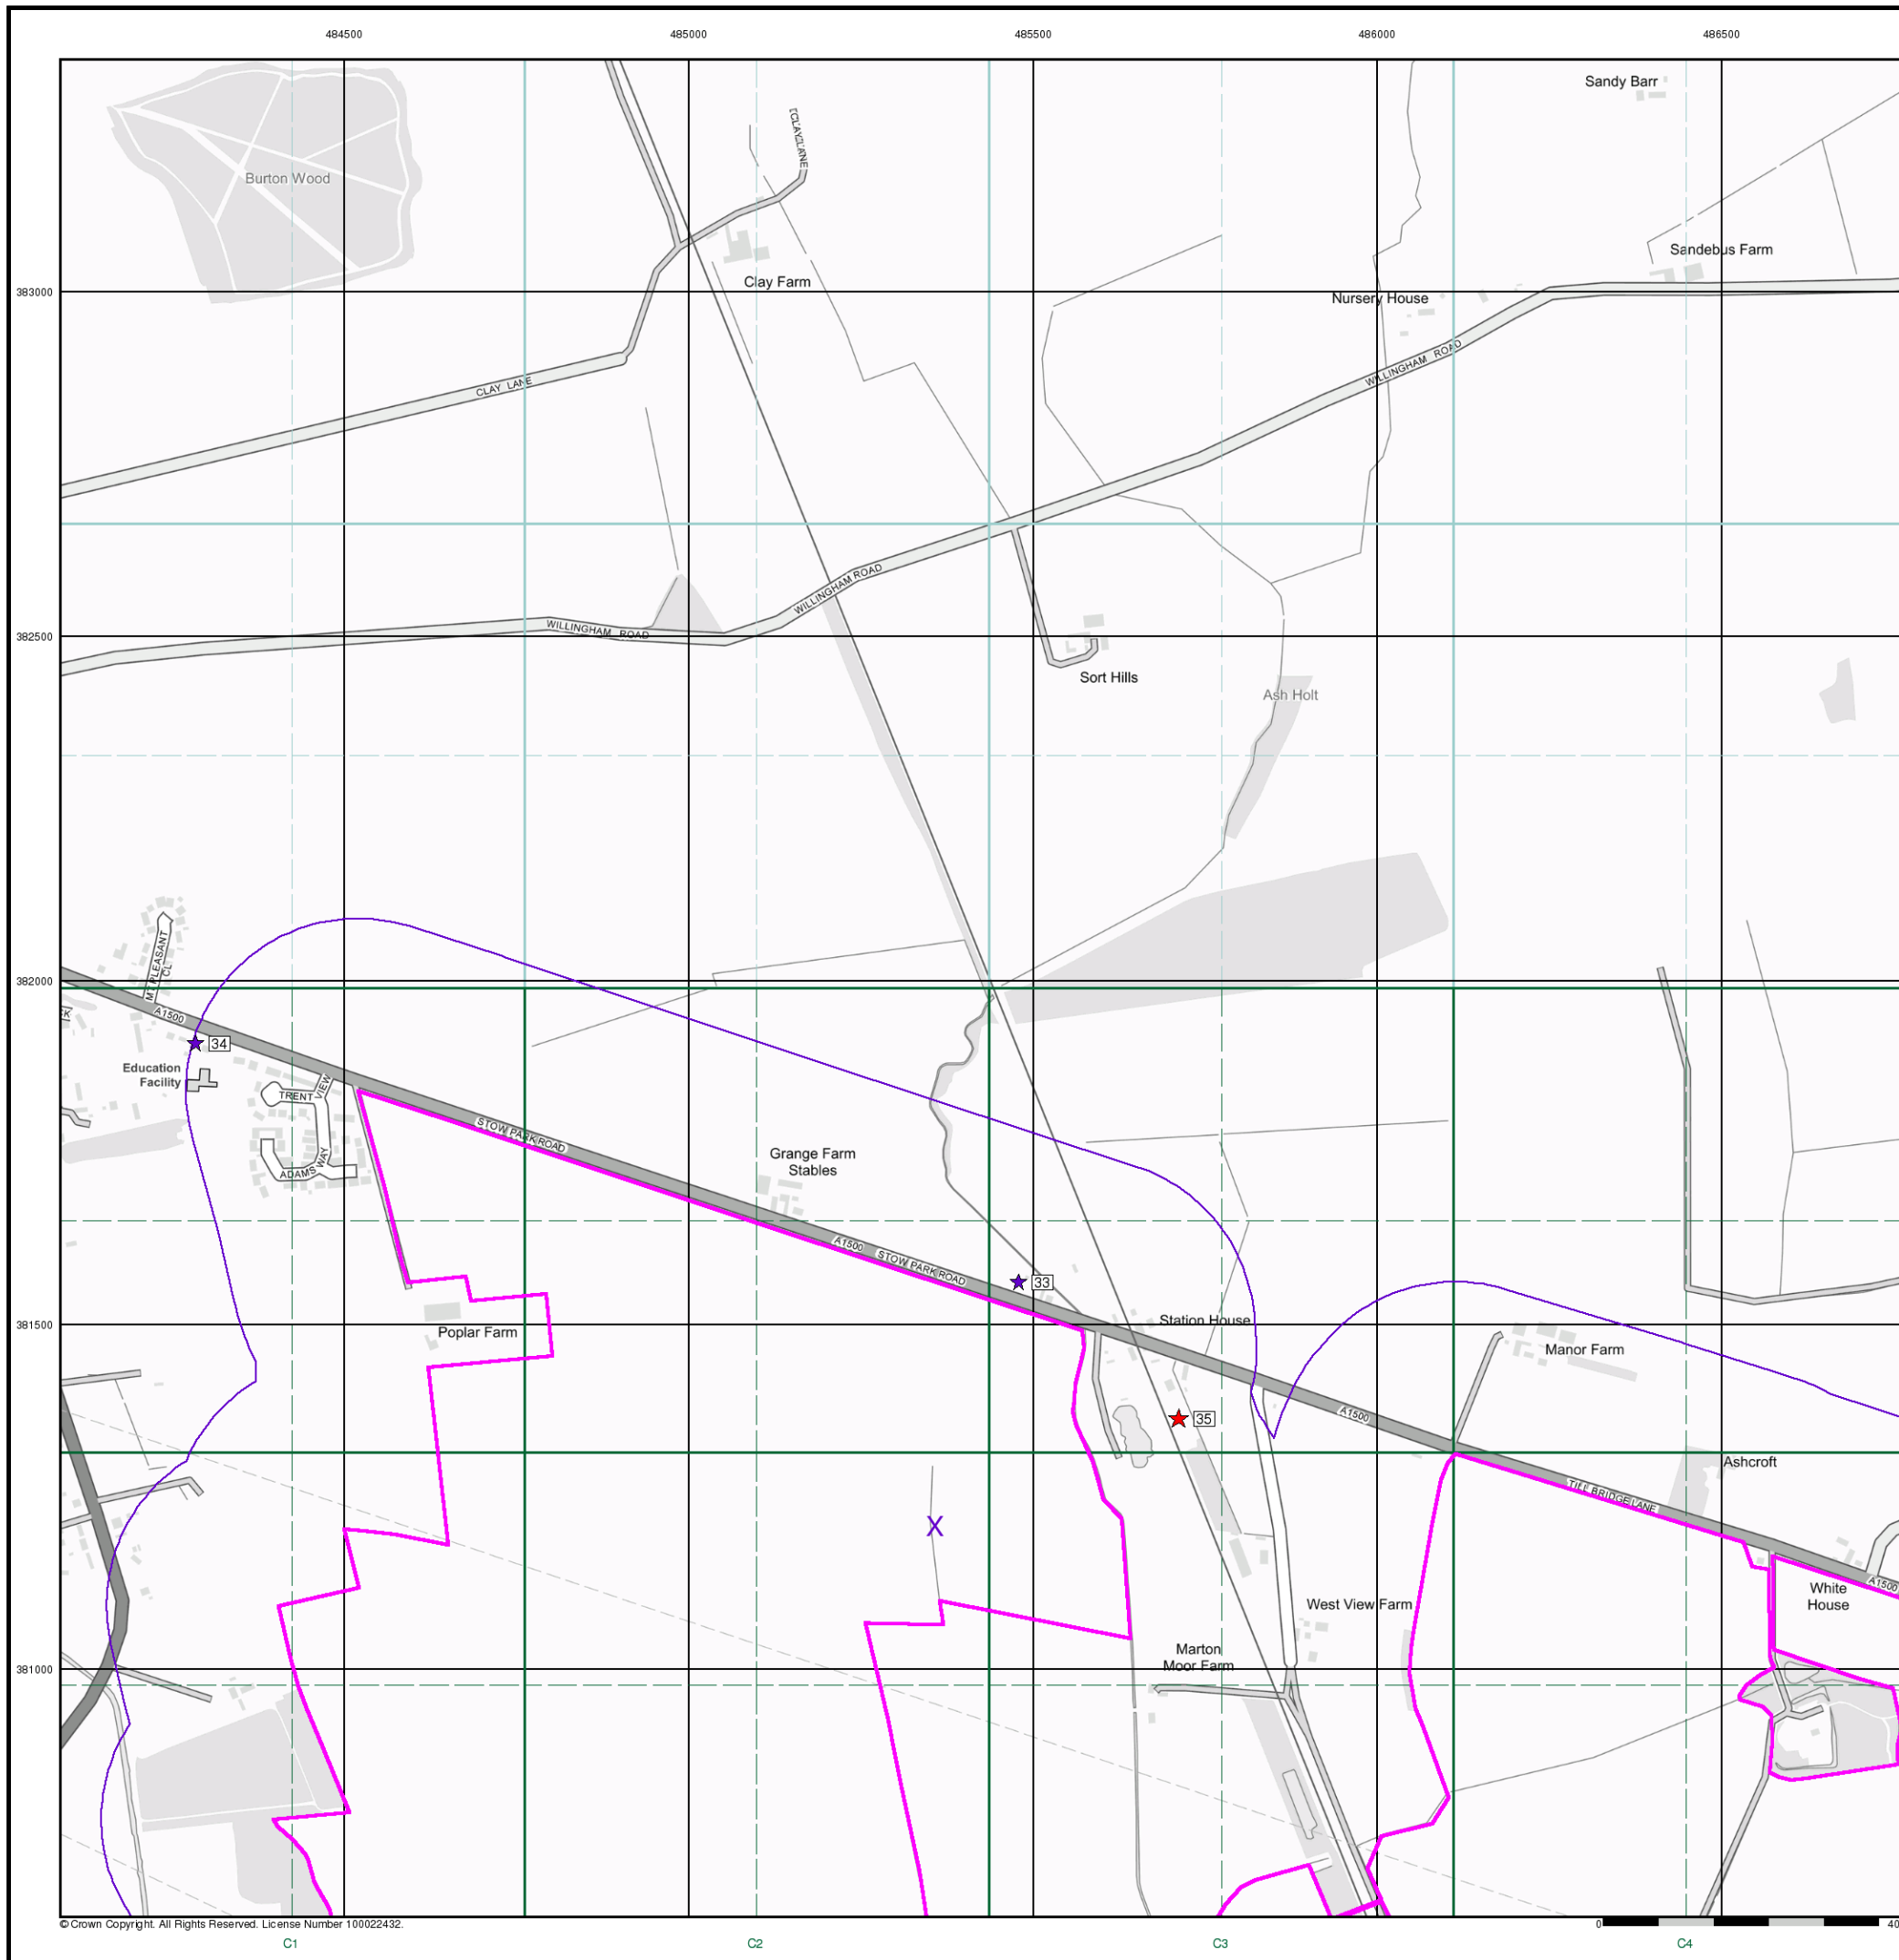 484500
485000
485500
486000
486500
Sandy Barr
CLAY LANE
Burton Wood
Sandebus Farm
Clay Farm
383000
Nursery House
WILLINGHAM ROAD
CLAY LANE
WILLINGHAM ROAD
WILLINGHAM ROAD
382500
Sort Hills
Ash Holt
MT PLEASANT
CL
382000
A1500
EK
34
Education
Facility
TRENT
VIEW
STOW PARK ROAD
Grange Farm
Stables
ADAMS WAY
A1500
STOW PARK ROAD
33
381500
Poplar Farm
Station House
Manor Farm
A1500
35
Ashcroft
TILL BRIDGE LANE
X
A1500
White
House
West View Farm
Marton
Moor Farm
381000
© Crown Copyright. All Rights Reserved. License Number 100022432.
0
40
C1
C2
C3
C4